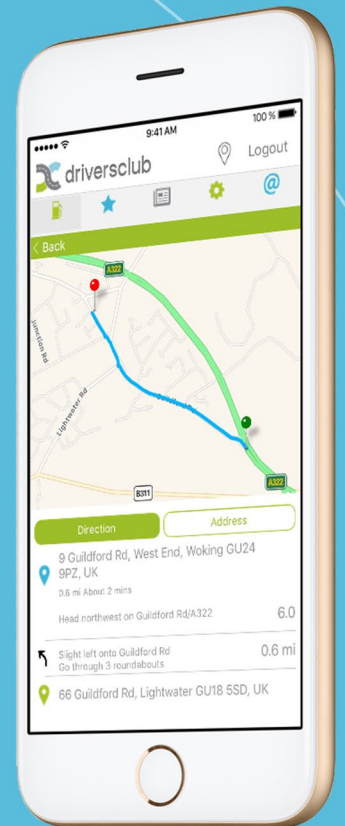 9:41 AM
100 %
driversclub
Logout
@
Back
A322
Junction Rd
Lightwater Rd
Guildford Rd
A322
B311
Direction
Address
9 Guildford Rd, West End, Woking GU24
9PZ, UK
0.6 mi About 2 mins
Head northwest on Guildford Rd/A322
6.0
Slight left onto Guildford Rd
0.6 mi
Go through 3 roundabouts
66 Guildford Rd, Lightwater GU18 5SD, UK